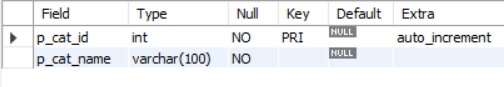 Field Type Null Key Default Extra
p_cat_id int NO PRI NULL auto_increment
p_cat_name varchar(100) NO NULL